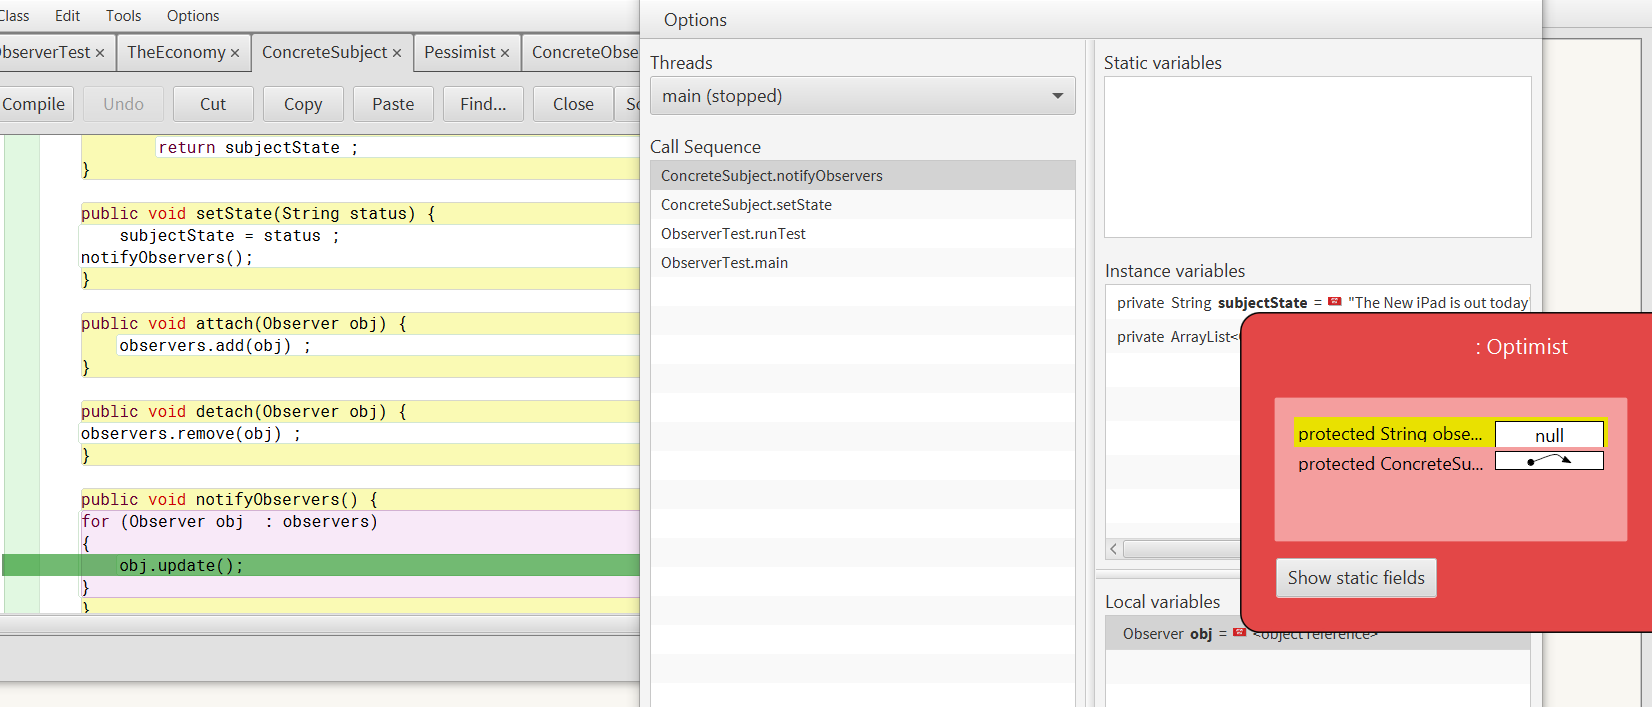 Class Edit Tools Options
ObserverTest × TheEconomy × ConcreteSubject × Pessimist × ConcreteObse
Compile Undo Cut Copy Paste Find... Close
return subjectState ;
}
public void setState(String status) {
subjectState = status ;
notifyObservers();
}
public void attach(Observer obj) {
observers.add(obj) ;
}
public void detach(Observer obj) {
observers.remove(obj) ;
}
public void notifyObservers() {
for (Observer obj  : observers)
{
obj.update();
}
}
Options
Threads
main (stopped)
Call Sequence
ConcreteSubject.notifyObservers
ConcreteSubject.setState
ObserverTest.runTest
ObserverTest.main
Static variables
Instance variables
private String subjectState = "The New iPad is out today
private ArrayList<
Local variables
Observer obj = <object reference>
: Optimist
protected String obse... null
protected ConcreteSu...
Show static fields